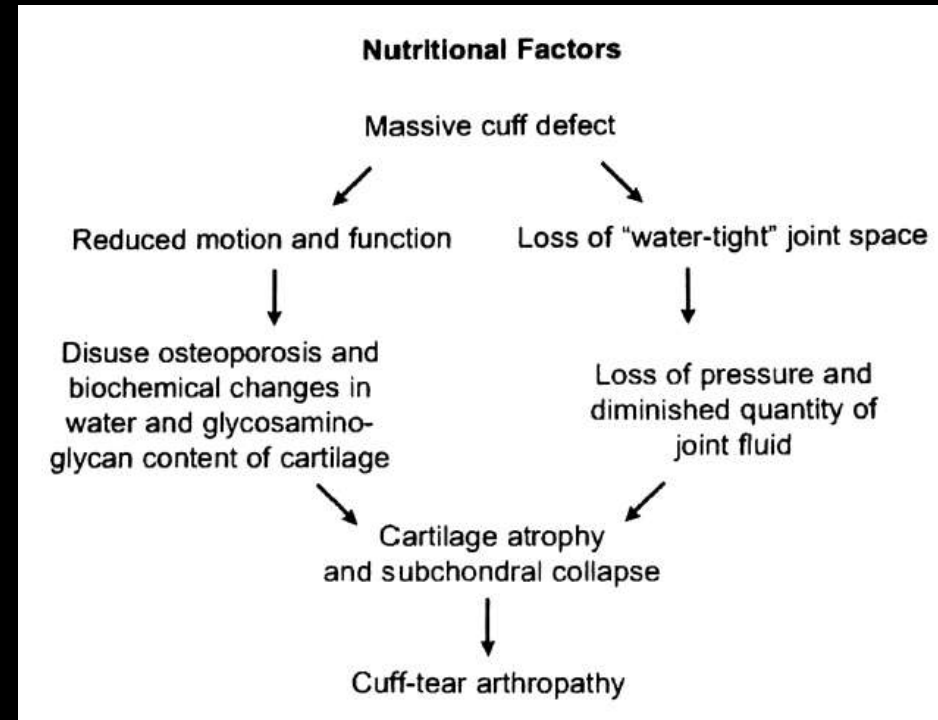 Nutritional Factors
Massive cuff defect
Reduced motion and function
Loss of "water-tight" joint space
Disuse osteoporosis and
biochemical changes in
water and glycosamino-
glycan content of cartilage
Loss of pressure and
diminished quantity of
joint fluid
Cartilage atrophy
and subchondral collapse
Cuff-tear arthropathy